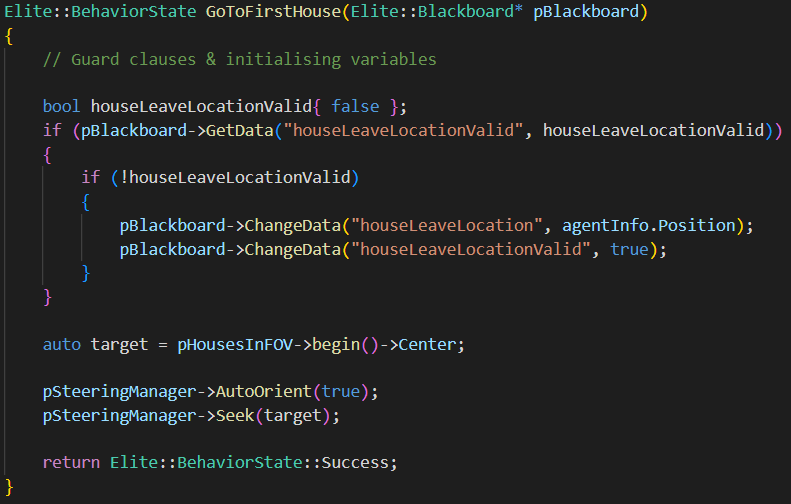 Elite::BehaviorState GoToFirstHouse(Elite::Blackboard* pBlackboard)
{
    // Guard clauses & initialising variables

    bool houseLeaveLocationValid{ false };
    if (pBlackboard->GetData("houseLeaveLocationValid", houseLeaveLocationValid))
    {
        if (!houseLeaveLocationValid)
        {
            pBlackboard->ChangeData("houseLeaveLocation", agentInfo.Position);
            pBlackboard->ChangeData("houseLeaveLocationValid", true);
        }
    }

    auto target = pHousesInFOV->begin()->Center;

    pSteeringManager->AutoOrient(true);
    pSteeringManager->Seek(target);

    return Elite::BehaviorState::Success;
}